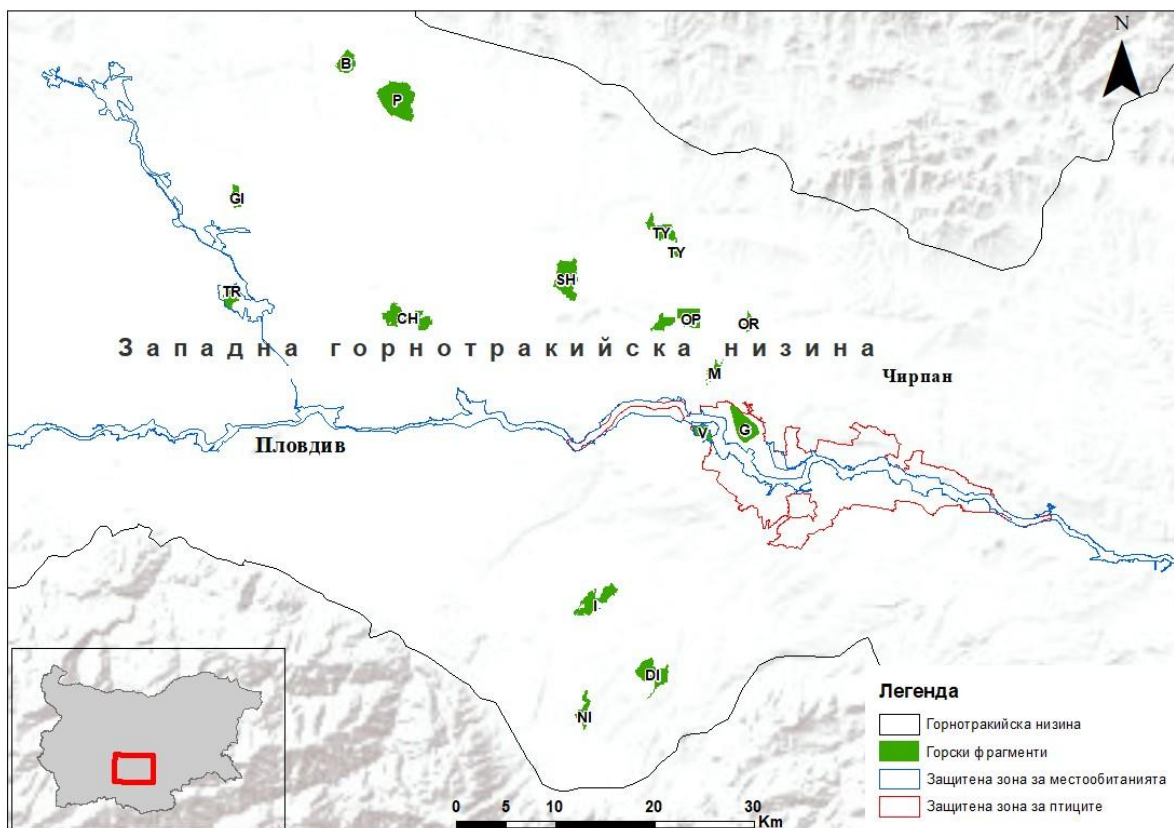 N
B
P
GI
TY
TY
SH
TR
CH
OP
OR
Западна горнотракийска низина
M
Чирпан
G
V
Пловдив
I
DI
NI
Легенда
Горнотракийска низина
Горски фрагменти
Защитена зона за местообитанията
Защитена зона за птиците
0 5 10 20 30
Km